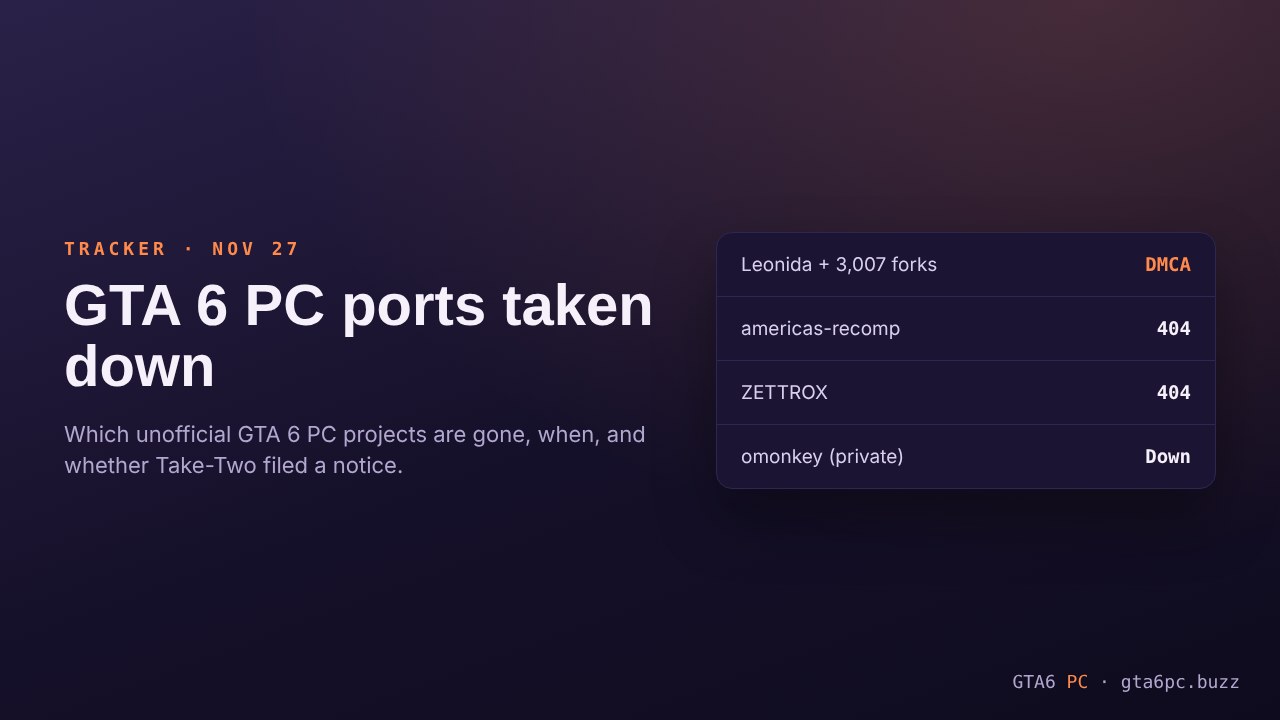 TRACKER · NOV 27
GTA 6 PC ports taken
down
Which unofficial GTA 6 PC projects are gone, when, and
whether Take-Two filed a notice.
Leonida + 3,007 forks DMCA
americas-recomp 404
ZETTROX 404
omonkey (private) Down
GTA6 PC · gta6pc.buzz